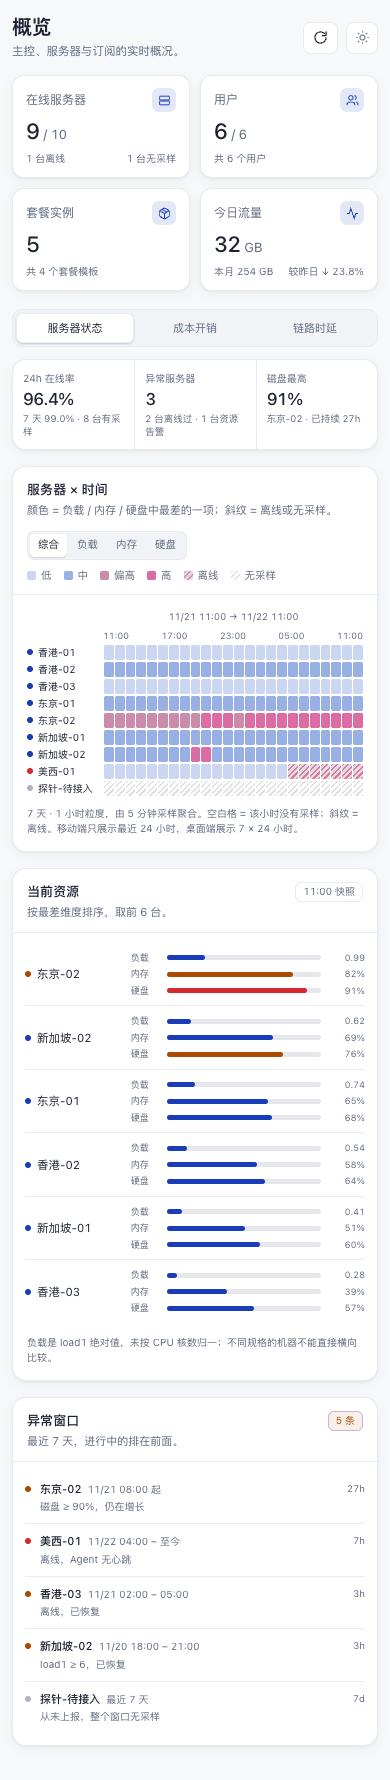 概览
主控、服务器与订阅的实时概况。
在线服务器
9 / 10
1 台离线 1 台无采样
用户
6 / 6
共 6 个用户
套餐实例
5
共 4 个套餐模板
今日流量
32 GB
本月 254 GB 较昨日 ↓ 23.8%
服务器状态 成本开销 链路时延
24h 在线率
96.4%
7 天 99.0% · 8 台有采
样
异常服务器
3
2 台离线过 · 1 台资源
告警
磁盘最高
91%
东京-02 · 已持续 27h
服务器 × 时间
颜色 = 负载 / 内存 / 硬盘中最差的一项；斜纹 = 离线或无采样。
综合 负载 内存 硬盘
低 中 偏高 高 离线 无采样
11/21 11:00 → 11/22 11:00
11:00 17:00 23:00 05:00 11:00
香港-01
香港-02
香港-03
东京-01
东京-02
新加坡-01
新加坡-02
美西-01
探针-待接入
7 天 · 1 小时粒度，由 5 分钟采样聚合。空白格 = 该小时没有采样；斜纹 =
离线。移动端只展示最近 24 小时，桌面端展示 7 × 24 小时。
当前资源
11:00 快照
按最差维度排序，取前 6 台。
东京-02
负载 0.99
内存 82%
硬盘 91%
新加坡-02
负载 0.62
内存 69%
硬盘 76%
东京-01
负载 0.74
内存 65%
硬盘 68%
香港-02
负载 0.54
内存 58%
硬盘 64%
新加坡-01
负载 0.41
内存 51%
硬盘 60%
香港-03
负载 0.28
内存 39%
硬盘 57%
负载是 load1 绝对值，未按 CPU 核数归一；不同规格的机器不能直接横向
比较。
异常窗口
5 条
最近 7 天，进行中的排在前面。
东京-02 11/21 08:00 起 27h
磁盘 ≥ 90%，仍在增长
美西-01 11/22 04:00 – 至今 7h
离线，Agent 无心跳
香港-03 11/21 02:00 – 05:00 3h
离线，已恢复
新加坡-02 11/20 18:00 – 21:00 3h
load1 ≥ 6，已恢复
探针-待接入 最近 7 天 7d
从未上报，整个窗口无采样